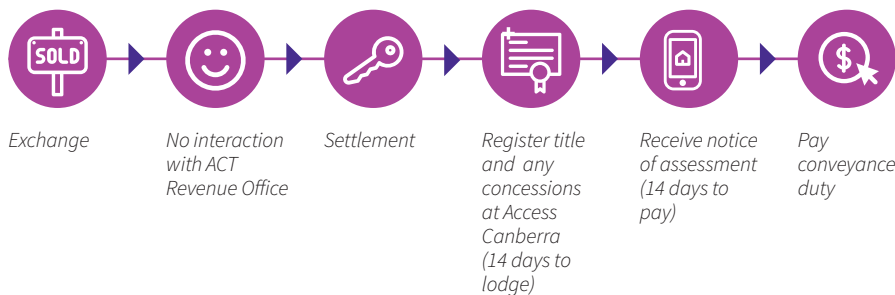 SOLD
Exchange
No interaction
with ACT
Revenue Office
Settlement
Register title
and any
concessions
at Access
Canberra
(14 days to
lodge)
Receive notice
of assessment
(14 days to
pay)
$
Pay
conveyance
duty